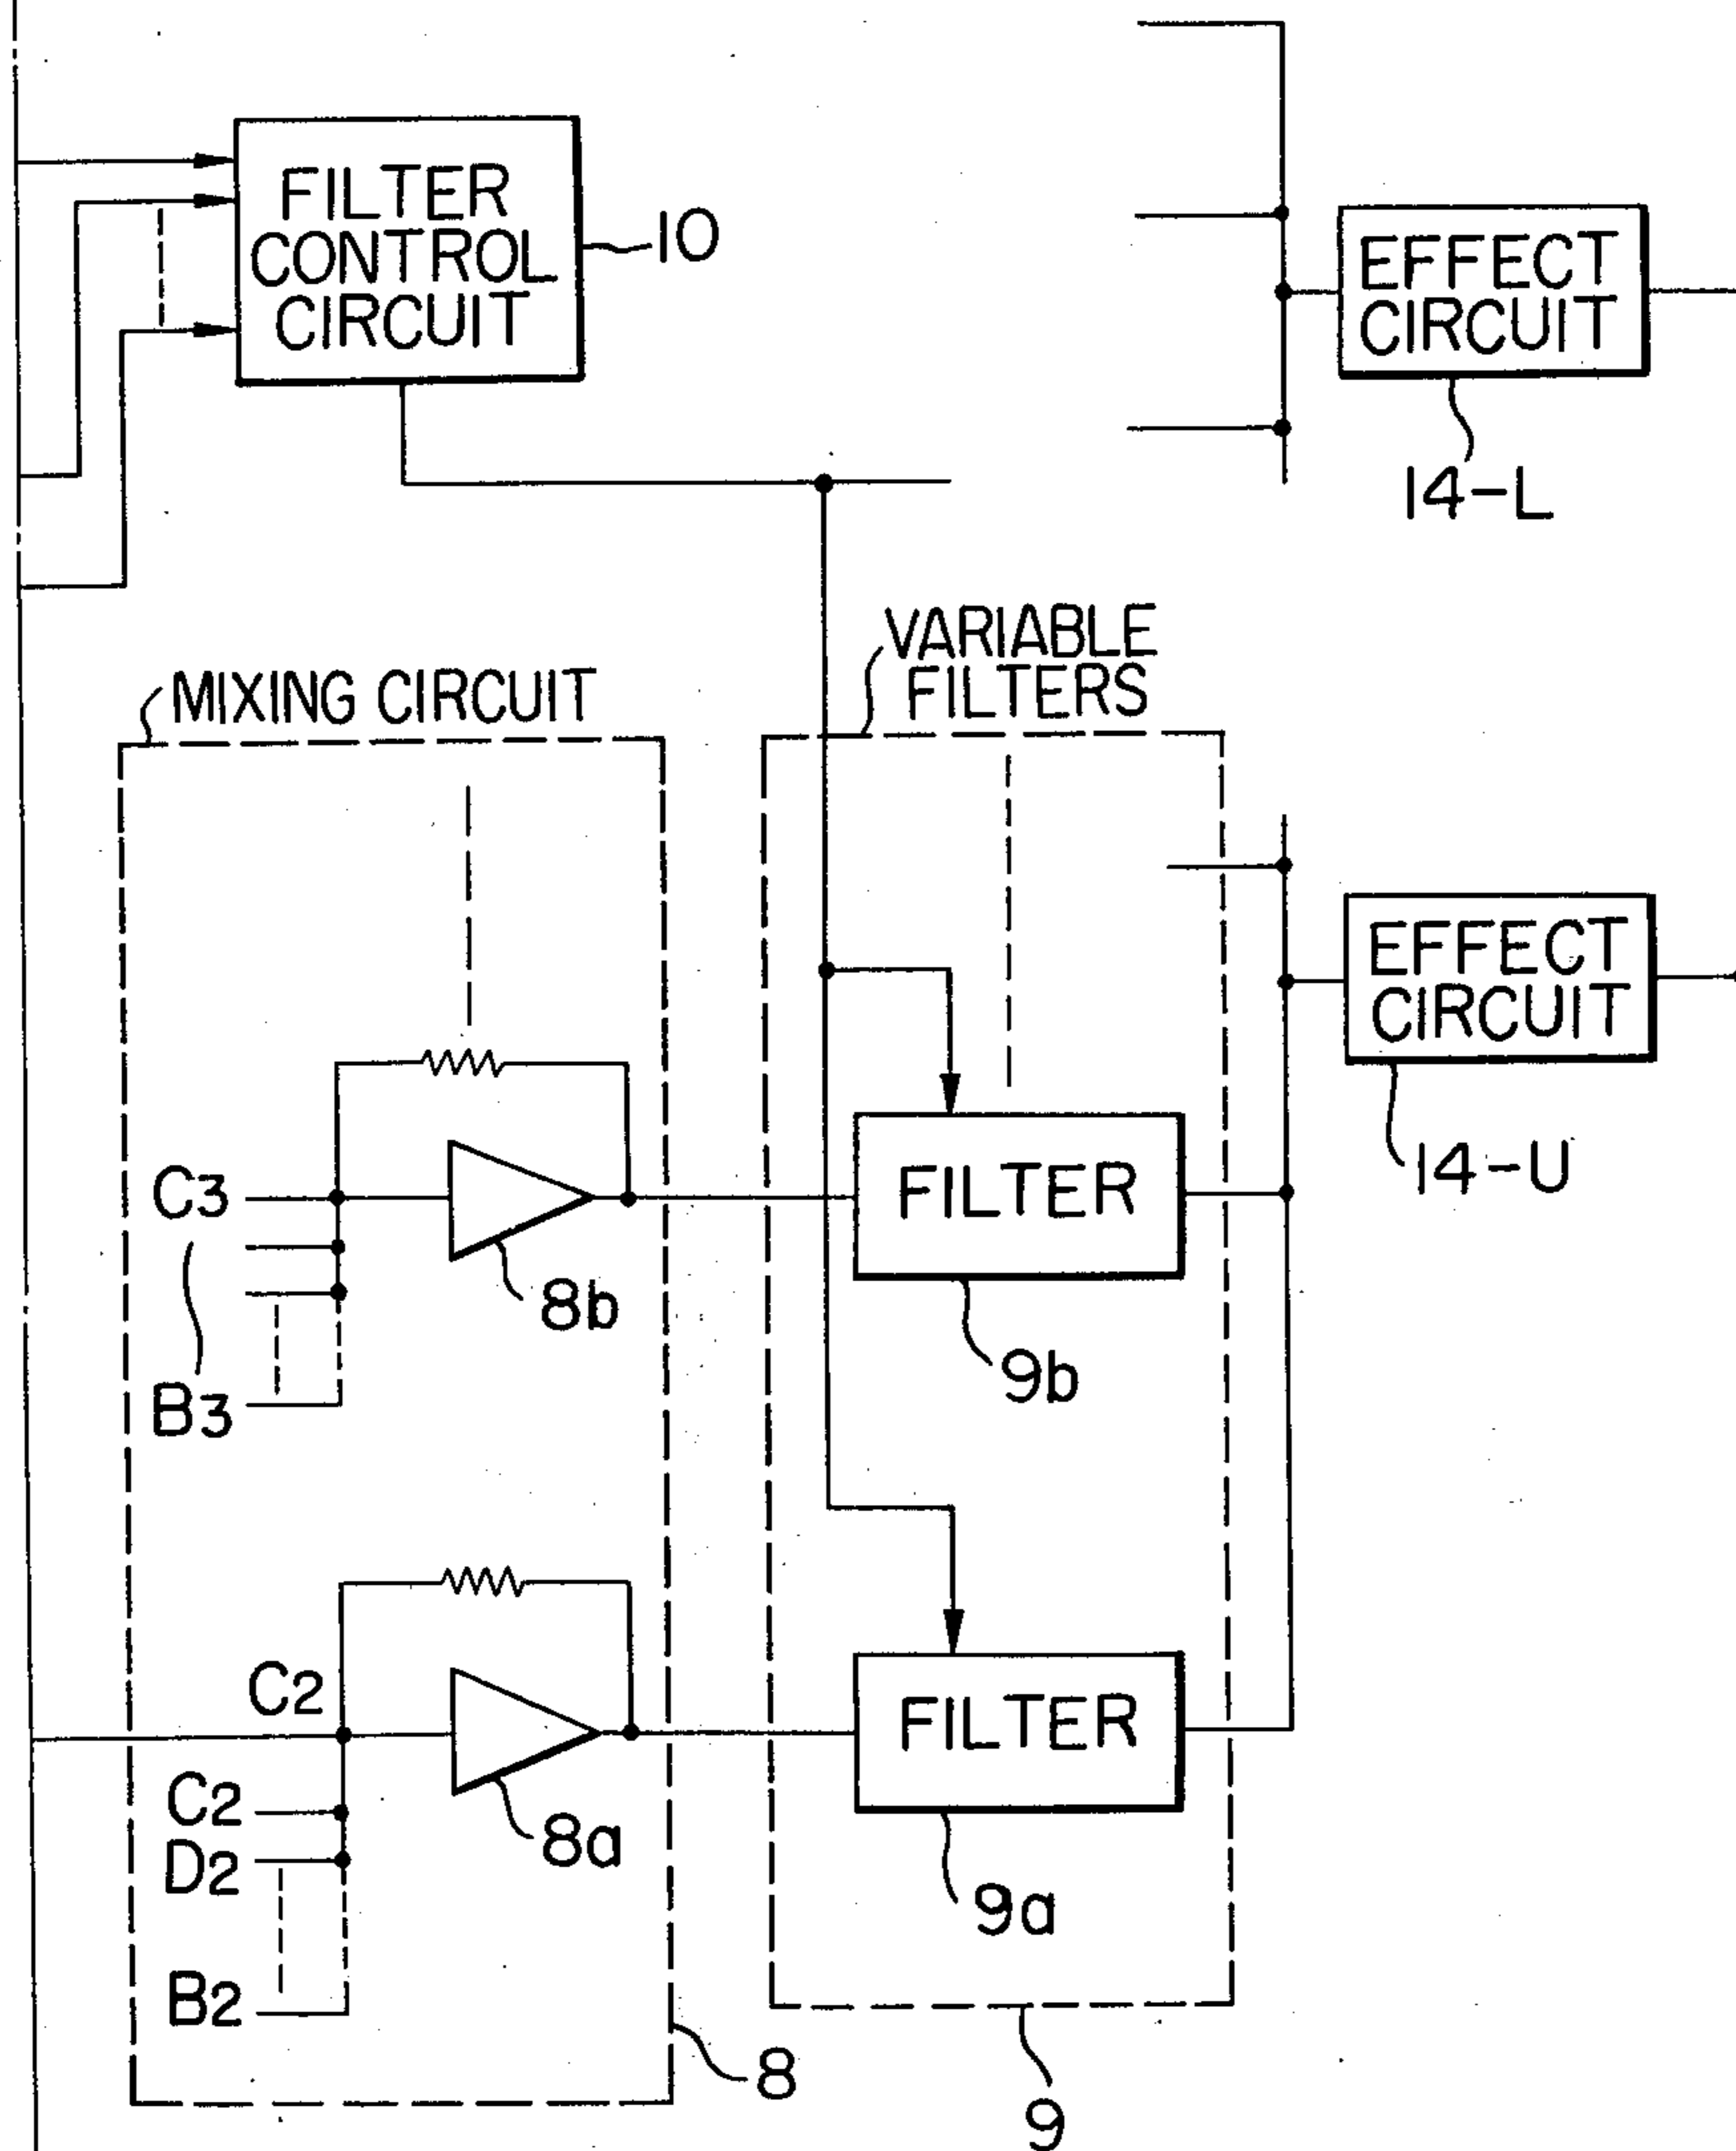 FILTER
CONTROL
CIRCUIT
10
EFFECT
CIRCUIT
14-L
VARIABLE
FILTERS
MIXING CIRCUIT
EFFECT
CIRCUIT
14-U
C3
FILTER
8b
9b
B3
C2
FILTER
C2
8a
D2
9a
B2
8
9